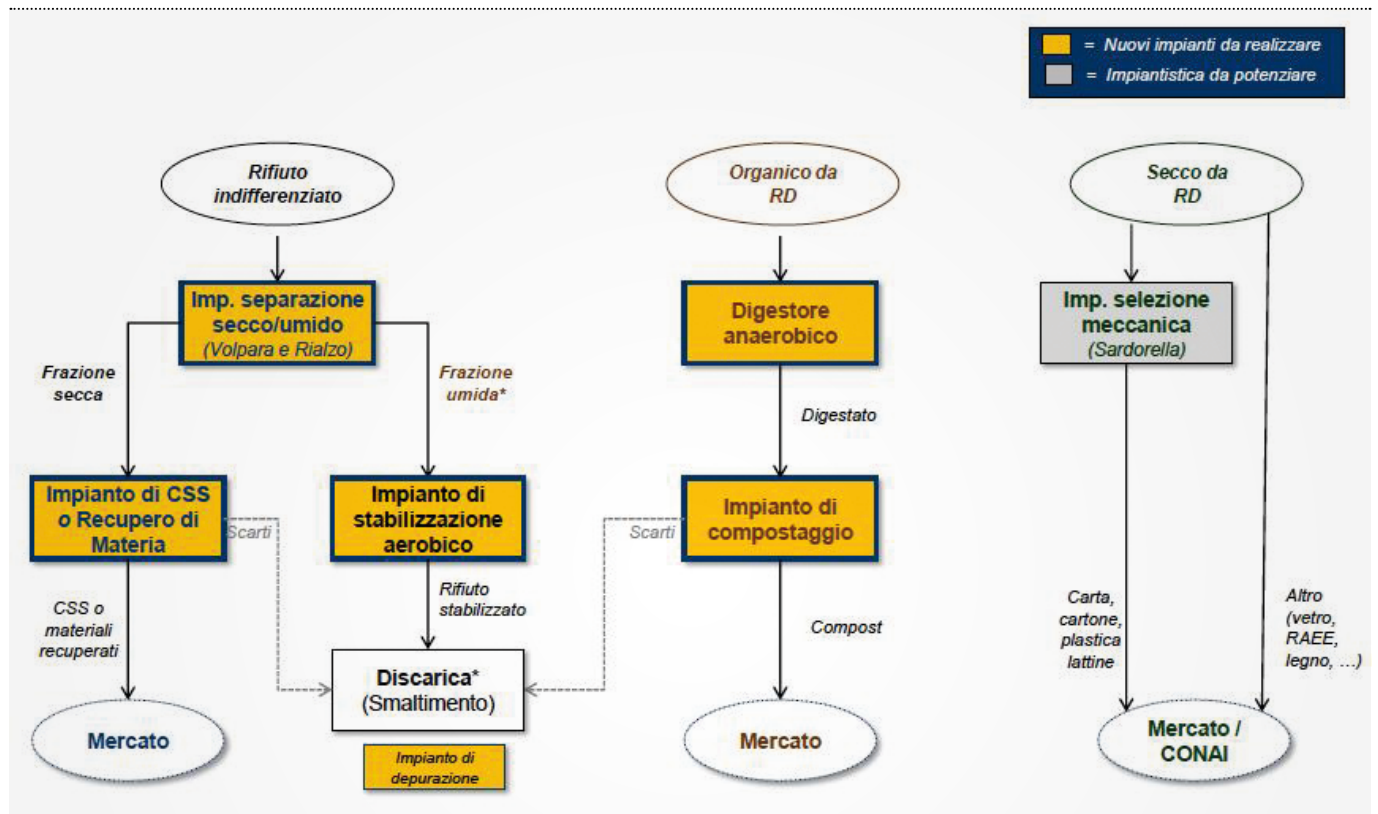 = Nuovi impianti da realizzare
= Impiantistica da potenziare
Rifiuto
indifferenziato
Organico da
RD
Secco da
RD
Imp. separazione
secco/umido
(Volpara e Rialzo)
Digestore
anaerobico
Imp. selezione
meccanica
(Sardorella)
Frazione
secca
Frazione
umida*
Digestato
Impianto di CSS
o Recupero di
Materia
Scarti
Impianto di
stabilizzazione
aerobico
Scarti
Impianto di
compostaggio
CSS o
materiali
recuperati
Rifiuto
stabilizzato
Compost
Carta,
cartone,
plastica
lattine
Altro
(vetro,
RAEE,
legno, …)
Discarica*
(Smaltimento)
Mercato
Impianto di
depurazione
Mercato
Mercato /
CONAI